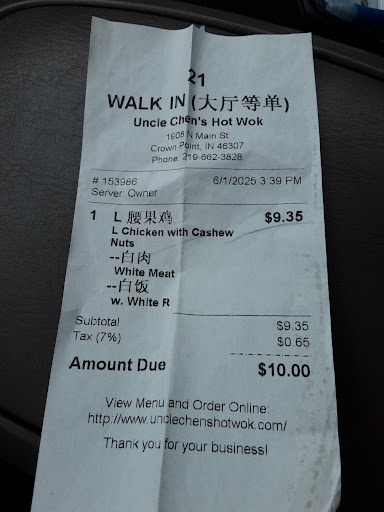 21
WALK IN (大厅等单)
Uncle Chen's Hot Wok
1908 N Main St
Crown Point, IN 46307
Phone: 219-662-3828
# 153986 6/1/2025 3:39 PM
Server: Owner
1 L 腰果鸡 $9.35
L Chicken with Cashew
Nuts
--白肉
White Meat
--白饭
w. White R
Subtotal $9.35
Tax (7%) $0.65
Amount Due $10.00
View Menu and Order Online:
http://www.unclechenshotwok.com/
Thank you for your business!